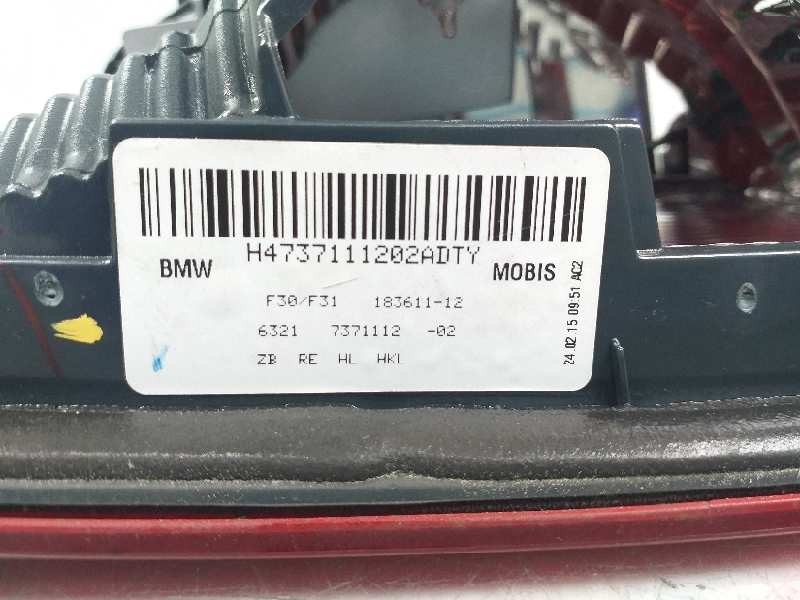 H4737111202ADTY
BMW MOBIS
F30/F31 183611-12
6321 7371112 -02
ZB RE HL HKL
24.02.15 09:51 AC2